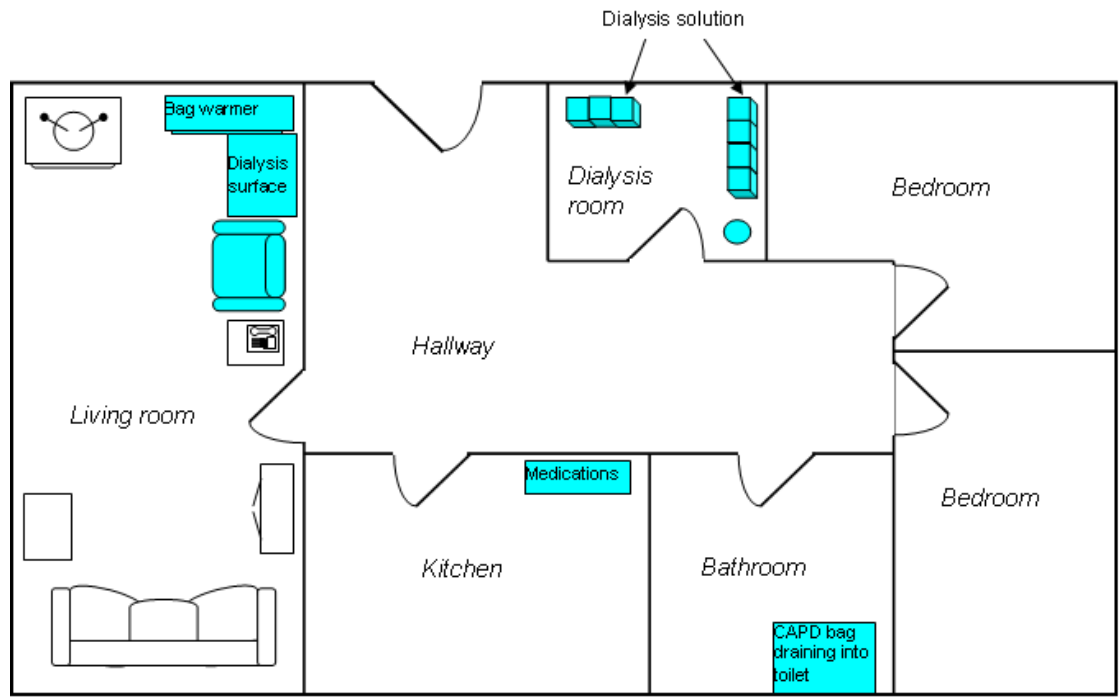 Dialysis solution
Bag warmer
Dialysis
surface
Dialysis
room
Bedroom
Hallway
Living room
Medications
Kitchen
Bathroom
Bedroom
CAPD bag
draining into
toilet